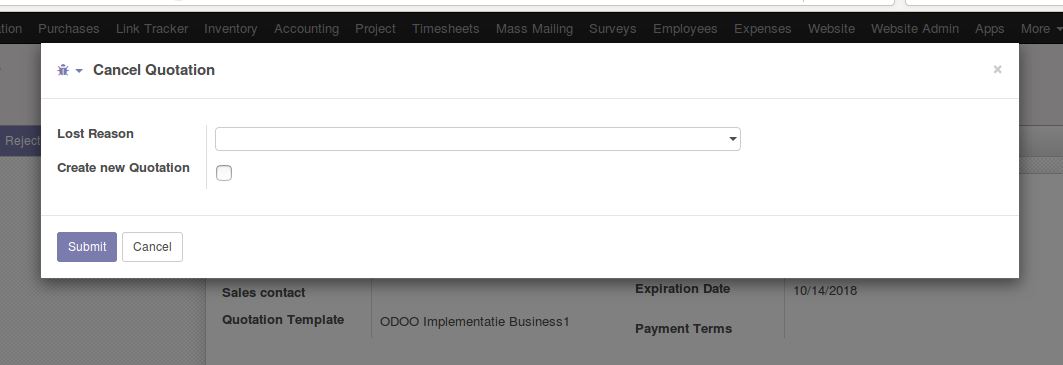 tion Purchases Link Tracker Inventory Accounting Project Timesheets Mass Mailing Surveys Employees Expenses Website Website Admin Apps More
Cancel Quotation ×
Reject
Lost Reason
Create new Quotation
Submit Cancel
Sales contact
Expiration Date 10/14/2018
Quotation Template ODOO Implementatie Business1
Payment Terms